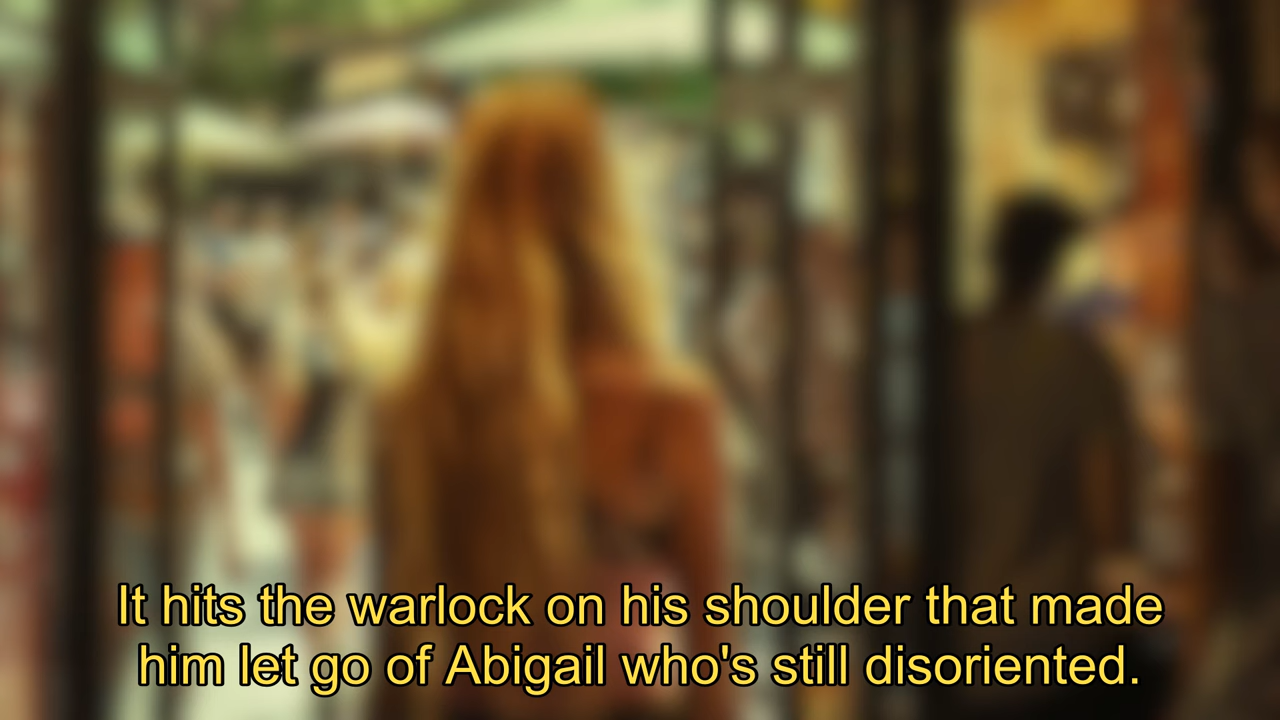 It hits the warlock on his shoulder that made
him let go of Abigail who's still disoriented.